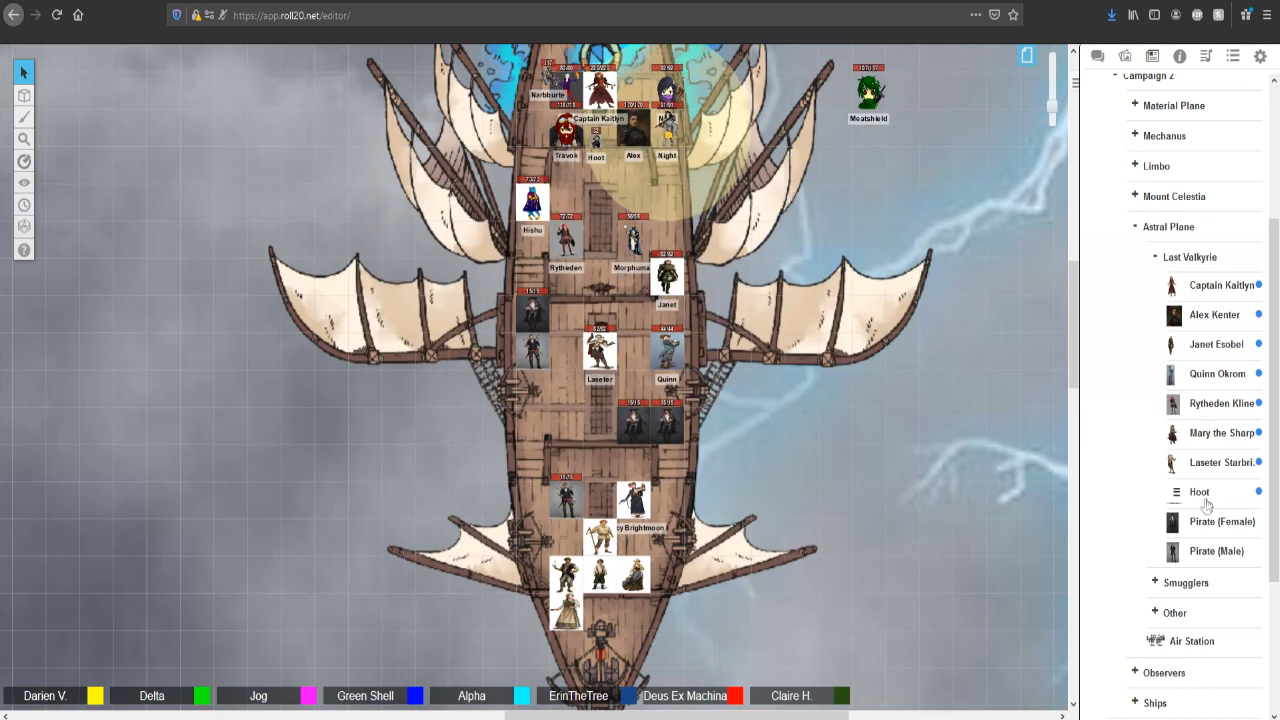 https://app.roll20.net/editor/
Narbburte
Captain Kaitlyn
Travok
Hoot
Alex
Night
Meatshield
Hishu
Rytheden
Morphuma
Janet
Laseter
Quinn
cy Brightmoon
Campaign 2
Material Plane
Mechanus
Limbo
Mount Celestia
Astral Plane
Last Valkyrie
Captain Kaitlyn
Alex Kenter
Janet Esobel
Quinn Okrom
Rytheden Kline
Mary the Sharp
Laseter Starbri..
Hoot
Pirate (Female)
Pirate (Male)
Smugglers
Other
Air Station
Observers
Ships
Darien V.
Delta
Jog
Green Shell
Alpha
ErinTheTree
Deus Ex Machina
Claire H.